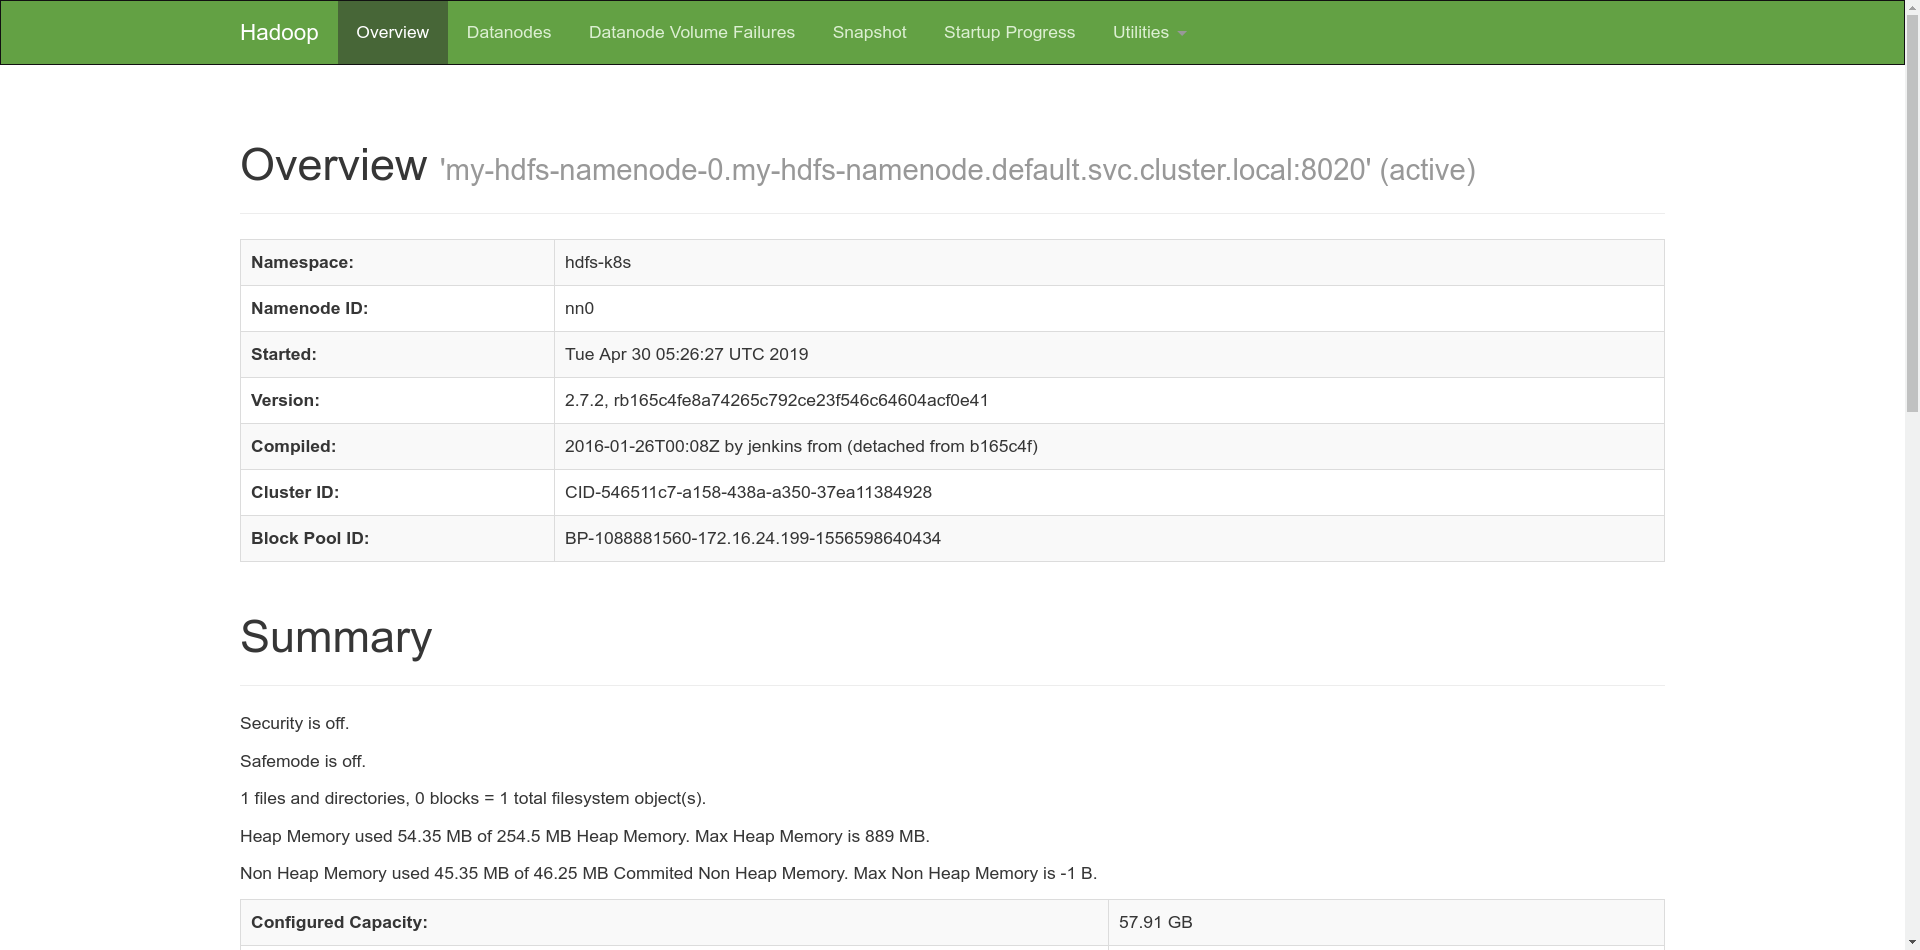 Hadoop Overview Datanodes Datanode Volume Failures Snapshot Startup Progress Utilities
Overview 'my-hdfs-namenode-0.my-hdfs-namenode.default.svc.cluster.local:8020' (active)
Namespace: hdfs-k8s
Namenode ID: nn0
Started: Tue Apr 30 05:26:27 UTC 2019
Version: 2.7.2, rb165c4fe8a74265c792ce23f546c64604acf0e41
Compiled: 2016-01-26T00:08Z by jenkins from (detached from b165c4f)
Cluster ID: CID-546511c7-a158-438a-a350-37ea11384928
Block Pool ID: BP-1088881560-172.16.24.199-1556598640434
Summary
Security is off.
Safemode is off.
1 files and directories, 0 blocks = 1 total filesystem object(s).
Heap Memory used 54.35 MB of 254.5 MB Heap Memory. Max Heap Memory is 889 MB.
Non Heap Memory used 45.35 MB of 46.25 MB Commited Non Heap Memory. Max Non Heap Memory is -1 B.
Configured Capacity: 57.91 GB